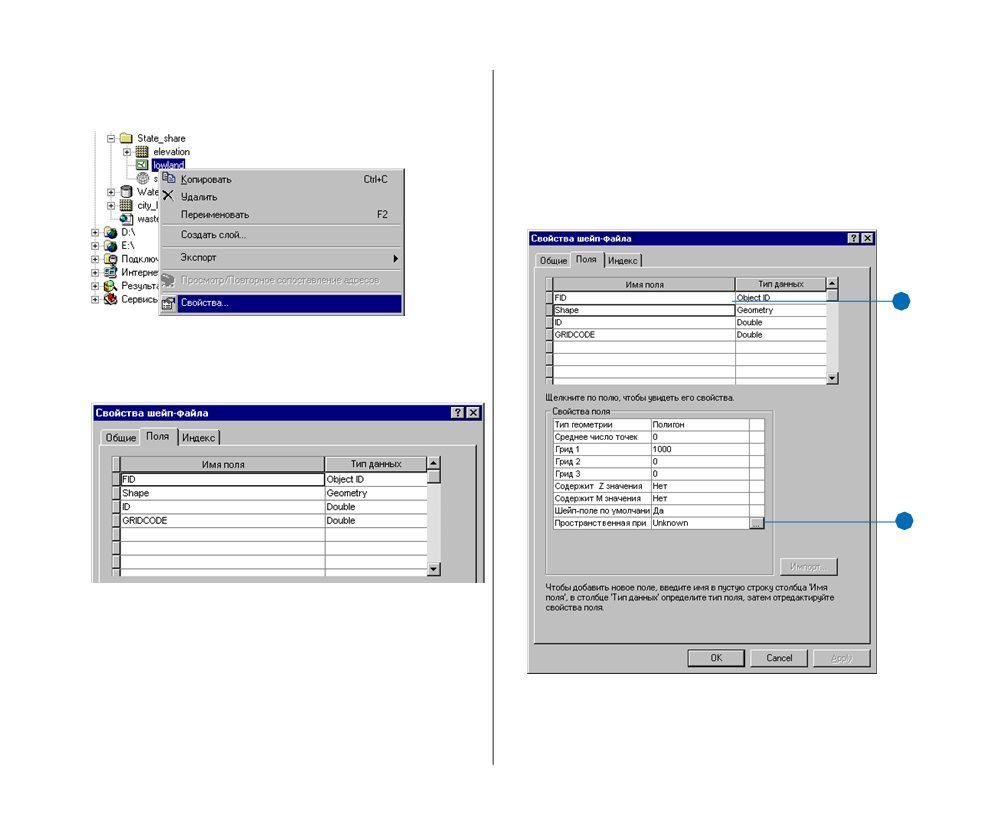 State_share
elevation
lowland
s
Копировать Ctrl+C
Удалить
Wate
Переименовать F2
city_l
waste
Создать слой...
D:\
E:\
Экспорт
Подключ
Интернет
Просмотр/Повторное сопоставление адресов
Результа
Сервисы
Свойства...
Свойства шейп-файла
Общие Поля Индекс
Имя поля Тип данных
FID Object ID
Shape Geometry
ID Double
GRIDCODE Double
Свойства шейп-файла
Общие Поля Индекс
Имя поля Тип данных
FID Object ID
Shape Geometry
ID Double
GRIDCODE Double
Щелкните по полю, чтобы увидеть его свойства.
Свойства поля
Тип геометрии Полигон
Среднее число точек 0
Грид 1 1000
Грид 2 0
Грид 3 0
Содержит Z значения Нет
Содержит M значения Нет
Шейп-поле по умолчани Да
Пространственная при Unknown ...
Импорт...
Чтобы добавить новое поле, введите имя в пустую строку столбца 'Имя
поля', в столбце 'Тип данных' определите тип поля, затем отредактируйте
свойства поля.
OK Cancel Apply